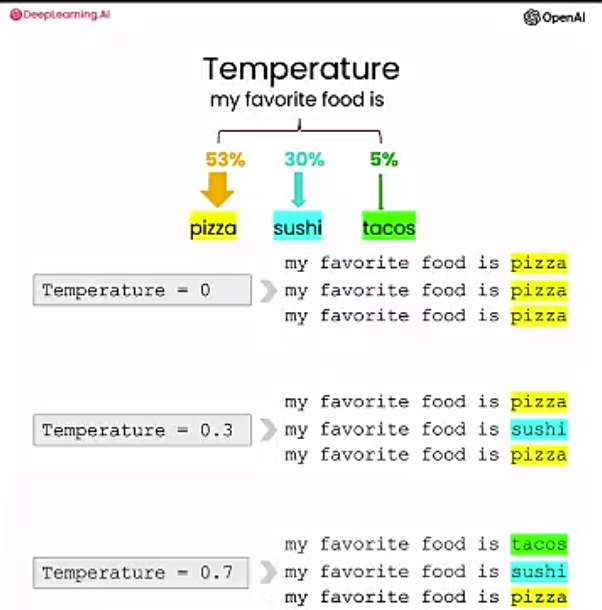 DeepLearning.AI
OpenAI
Temperature
my favorite food is
53% 30% 5%
pizza sushi tacos
my favorite food is pizza
Temperature = 0
my favorite food is pizza
my favorite food is pizza
my favorite food is pizza
Temperature = 0.3
my favorite food is sushi
my favorite food is pizza
my favorite food is tacos
Temperature = 0.7
my favorite food is sushi
my favorite food is pizza